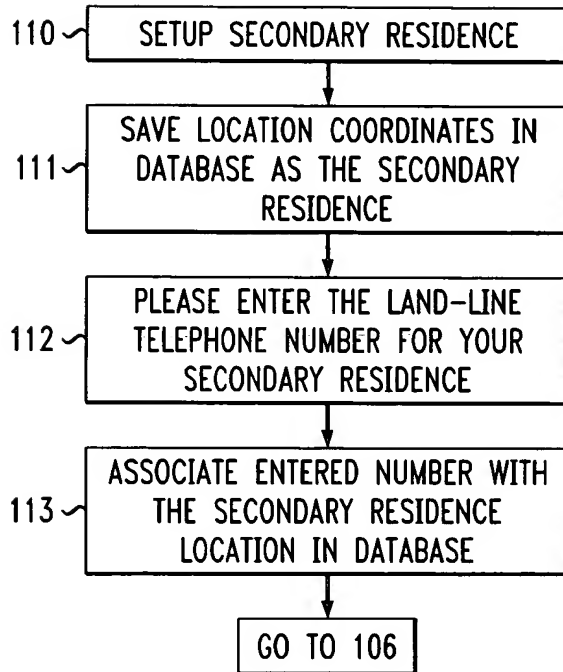 110 SETUP SECONDARY RESIDENCE
SAVE LOCATION COORDINATES IN
111 DATABASE AS THE SECONDARY
RESIDENCE
PLEASE ENTER THE LAND-LINE
112 TELEPHONE NUMBER FOR YOUR
SECONDARY RESIDENCE
ASSOCIATE ENTERED NUMBER WITH
113 THE SECONDARY RESIDENCE
LOCATION IN DATABASE
GO TO 106